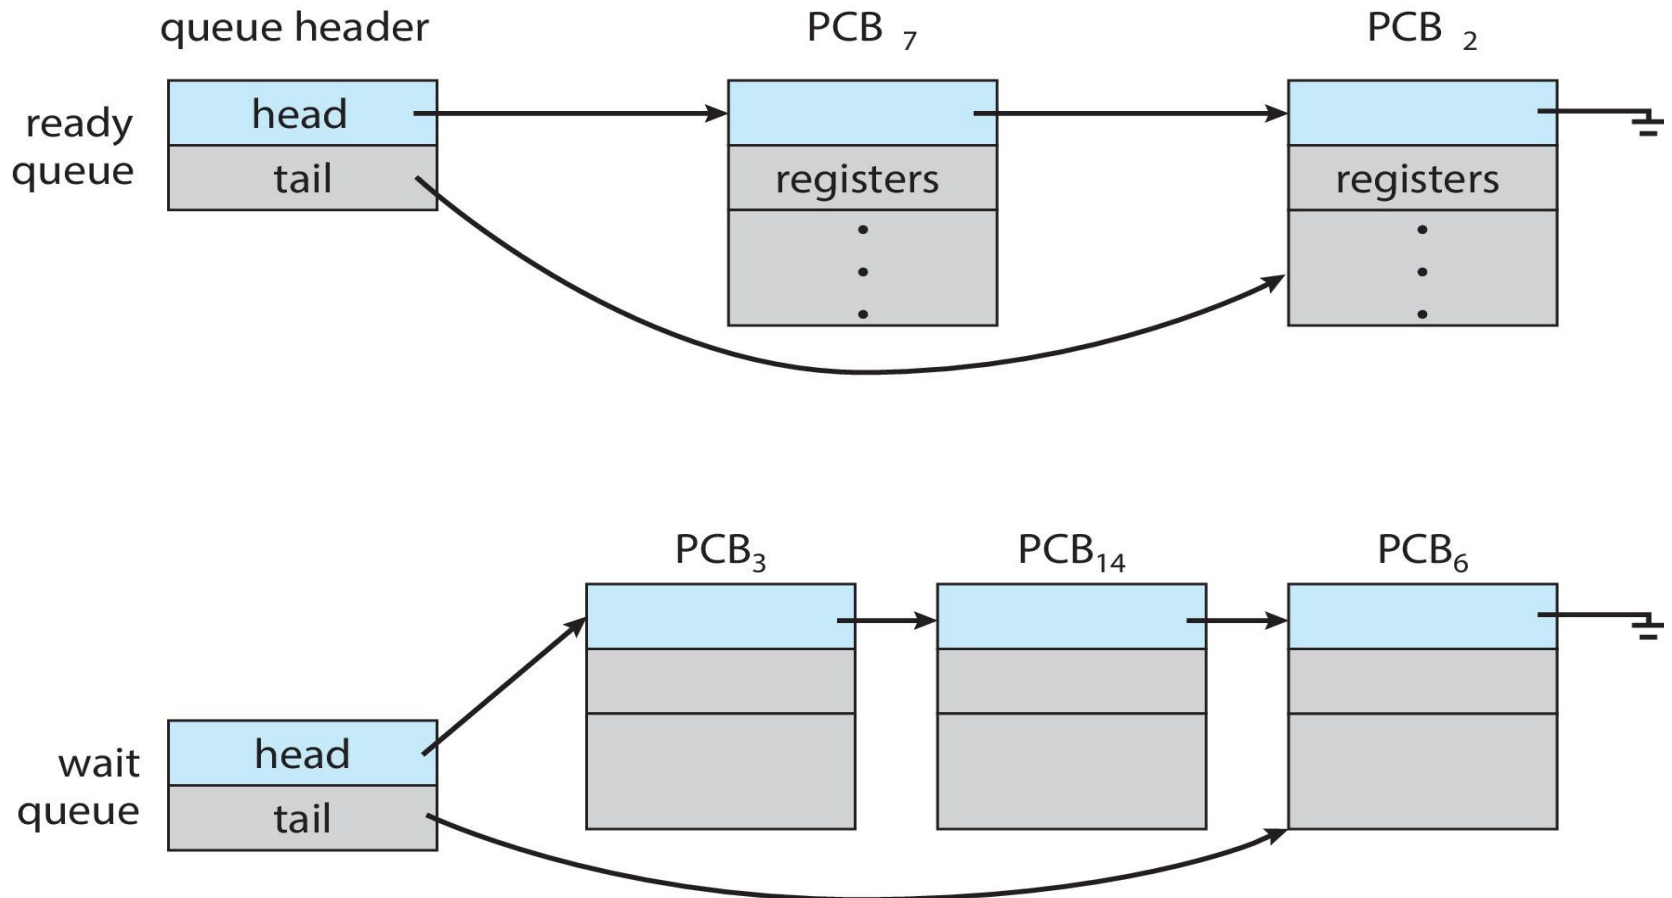 queue header
PCB 7
PCB 2
ready
queue
head
tail
registers
registers
PCB3
PCB14
PCB6
wait
queue
head
tail